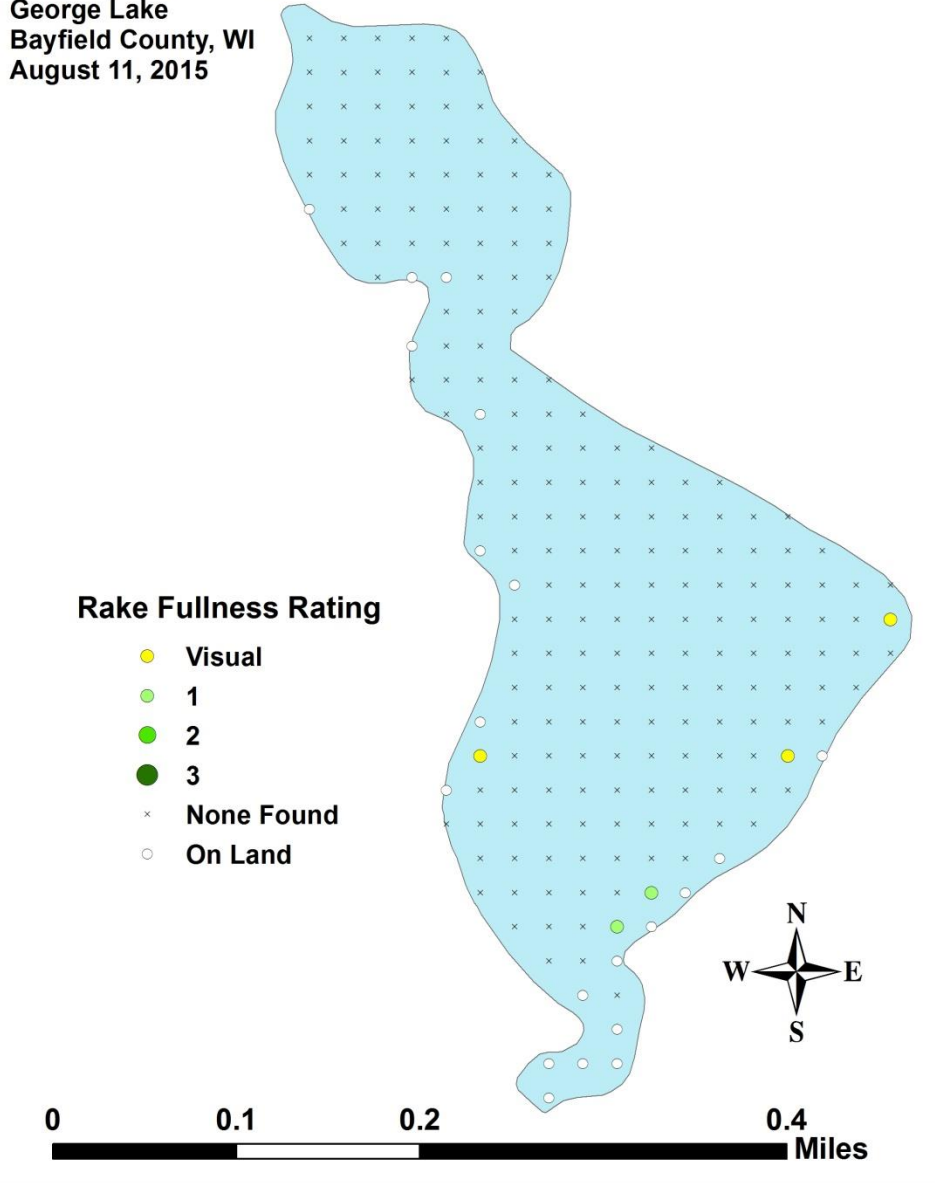 George Lake
Bayfield County, WI
August 11, 2015
Rake Fullness Rating
Visual
1
2
3
None Found
On Land
N
W E
S
0 0.1 0.2 0.4
Miles